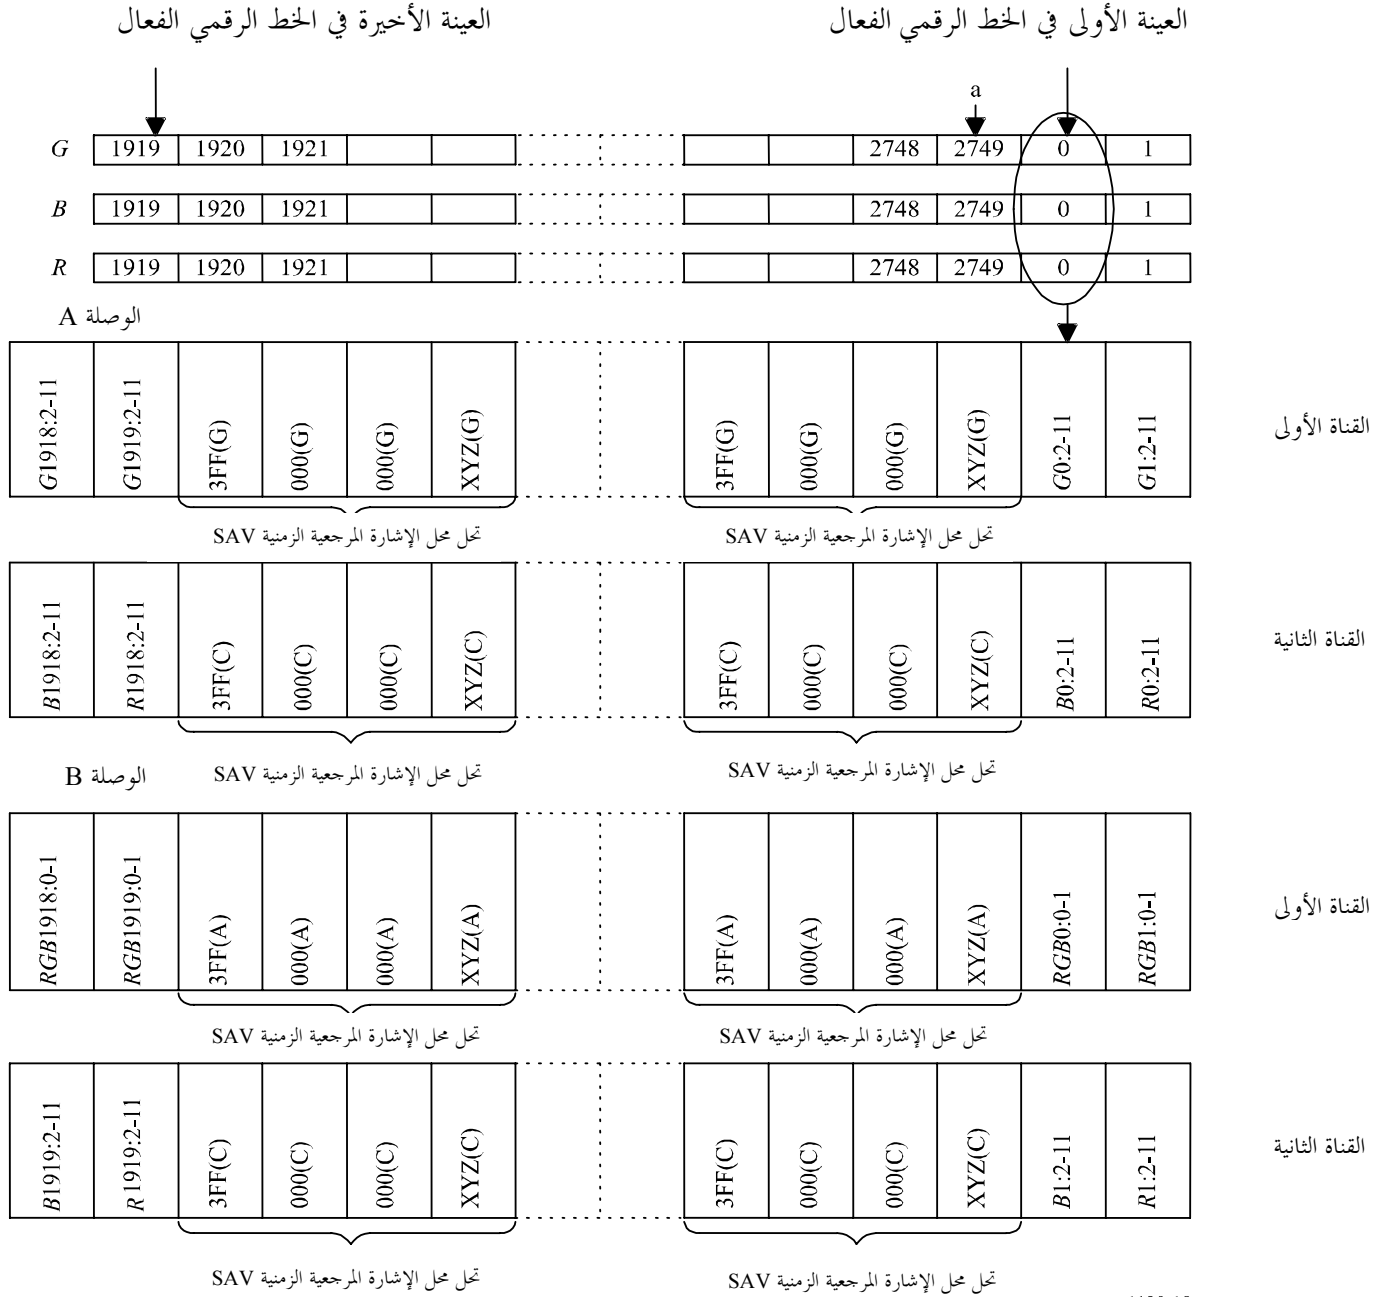 العينة الأولى في الخط الرقمي الفعال
العينة الأخيرة في الخط الرقمي الفعال
a
G 1919 1920 1921 2748 2749 0 1
B 1919 1920 1921 2748 2749 0 1
R 1919 1920 1921 2748 2749 0 1
الوصلة A
القناة الأولى
G1918:2-11 G1919:2-11 3FF(G) 000(G) 000(G) XYZ(G) 3FF(G) 000(G) 000(G) XYZ(G) G0:2-11 G1:2-11
تحل محل الإشارة المرجعية الزمنية SAV
تحل محل الإشارة المرجعية الزمنية SAV
القناة الثانية
B1918:2-11 R1918:2-11 3FF(C) 000(C) 000(C) XYZ(C) 3FF(C) 000(C) 000(C) XYZ(C) B0:2-11 R0:2-11
تحل محل الإشارة المرجعية الزمنية SAV
تحل محل الإشارة المرجعية الزمنية SAV
الوصلة B
القناة الأولى
RGB1918:0-1 RGB1919:0-1 3FF(A) 000(A) 000(A) XYZ(A) 3FF(A) 000(A) 000(A) XYZ(A) RGB0:0-1 RGB1:0-1
تحل محل الإشارة المرجعية الزمنية SAV
تحل محل الإشارة المرجعية الزمنية SAV
القناة الثانية
B1919:2-11 R1919:2-11 3FF(C) 000(C) 000(C) XYZ(C) 3FF(C) 000(C) 000(C) XYZ(C) B1:2-11 R1:2-11
تحل محل الإشارة المرجعية الزمنية SAV
تحل محل الإشارة المرجعية الزمنية SAV